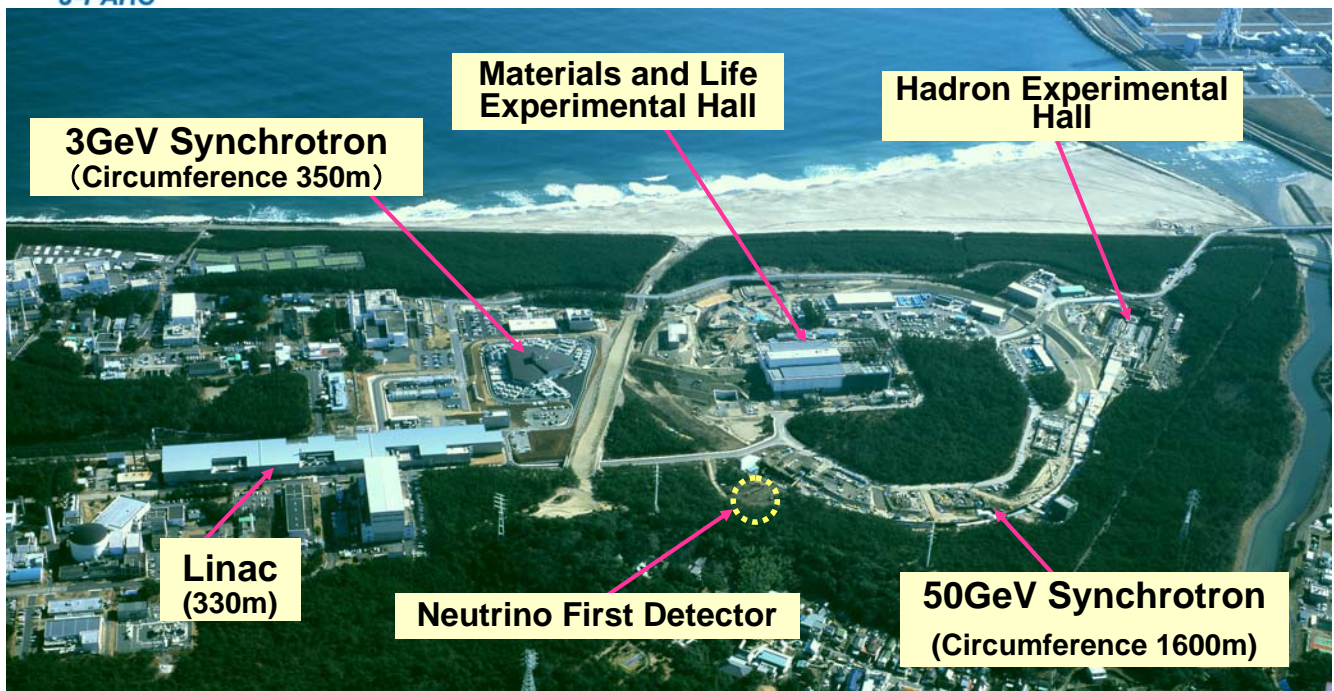 Materials and Life
Experimental Hall
Hadron Experimental
Hall
3GeV Synchrotron
（Circumference 350m）
Linac
(330m)
Neutrino First Detector
50GeV Synchrotron
(Circumference 1600m)